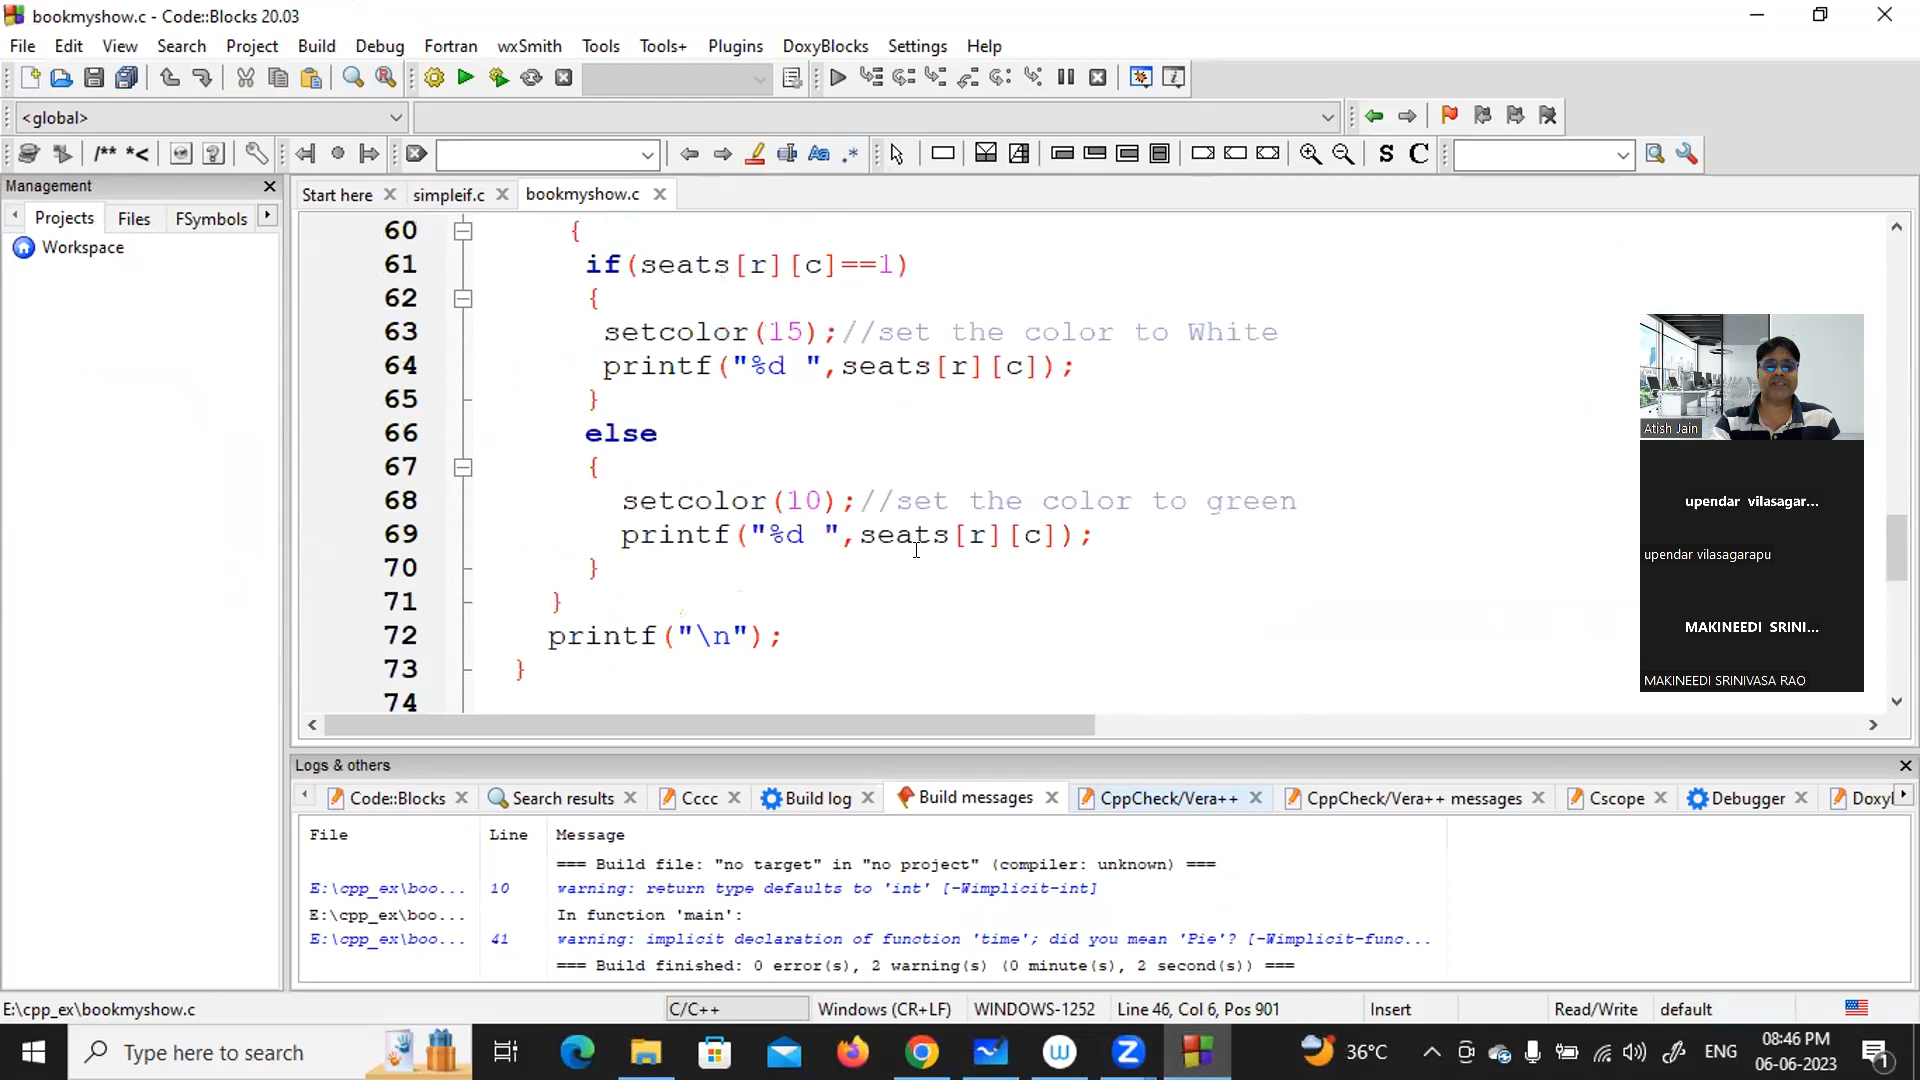 bookmyshow.c - Code::Blocks 20.03
File Edit View Search Project Build Debug Fortran wxSmith Tools Tools+ Plugins DoxyBlocks Settings Help
<global>
/** *<
Aa .*
S C
Management
Projects Files FSymbols
Workspace
Start here simpleif.c bookmyshow.c
60 {
61 if(seats[r][c]==1)
62 {
63 setcolor(15);//set the color to White
64 printf("%d ",seats[r][c]);
65 }
66 else
67 {
68 setcolor(10);//set the color to green
69 printf("%d ",seats[r][c]);
70 }
71 }
72 printf("\n");
73 }
74
Atish Jain
upendar vilasagar...
upendar vilasagarapu
MAKINEEDI SRINI...
MAKINEEDI SRINIVASA RAO
Logs & others
Code::Blocks Search results Cccc Build log Build messages CppCheck/Vera++ CppCheck/Vera++ messages Cscope Debugger Doxyl
File Line Message
=== Build file: "no target" in "no project" (compiler: unknown) ===
E:\cpp_ex\boo... 10 warning: return type defaults to 'int' [-Wimplicit-int]
E:\cpp_ex\boo... In function 'main':
E:\cpp_ex\boo... 41 warning: implicit declaration of function 'time'; did you mean 'Pie'? [-Wimplicit-func...
=== Build finished: 0 error(s), 2 warning(s) (0 minute(s), 2 second(s)) ===
E:\cpp_ex\bookmyshow.c C/C++ Windows (CR+LF) WINDOWS-1252 Line 46, Col 6, Pos 901 Insert Read/Write default
Type here to search
36°C ENG
08:46 PM
06-06-2023
1